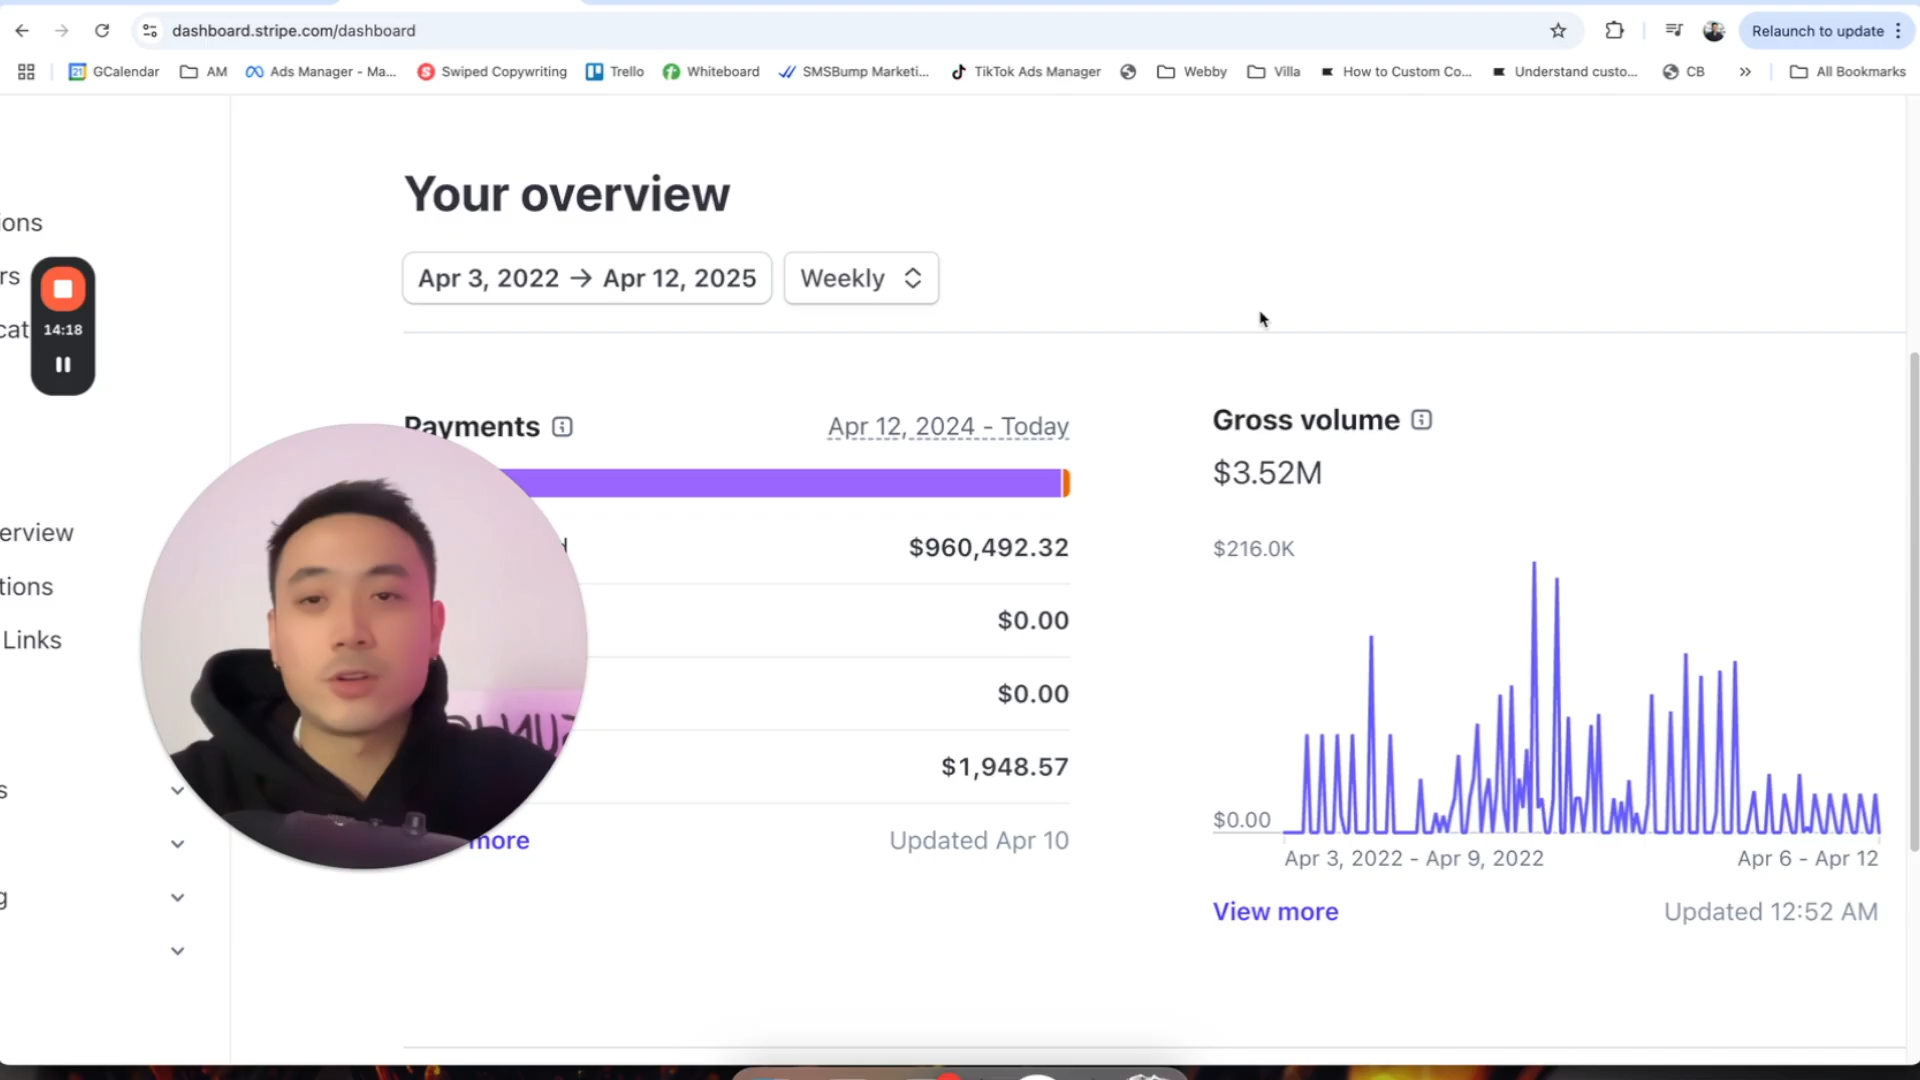 dashboard.stripe.com/dashboard
Relaunch to update
GCalendar
AM
Ads Manager - Ma...
Swiped Copywriting
Trello
Whiteboard
SMSBump Marketi...
TikTok Ads Manager
Webby
Villa
How to Custom Co...
Understand custo...
CB
All Bookmarks
Your overview
ions
Apr 3, 2022 → Apr 12, 2025
Weekly
rs
cat
14:18
Payments
Apr 12, 2024 - Today
Gross volume
$3.52M
erview
d
$960,492.32
$216.0K
tions
$0.00
Links
$0.00
$1,948.57
s
more
Updated Apr 10
$0.00
Apr 3, 2022 - Apr 9, 2022
Apr 6 - Apr 12
g
View more
Updated 12:52 AM